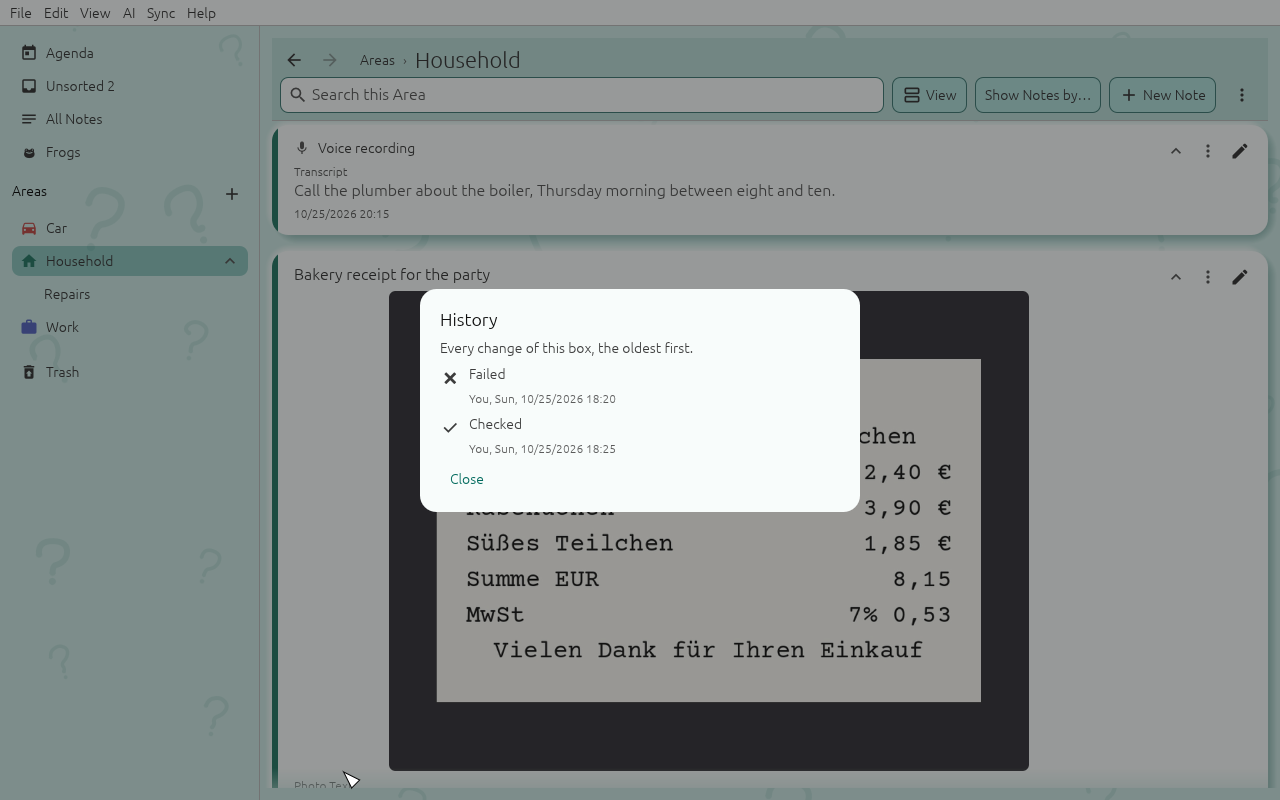 File Edit View AI Sync Help
Agenda
Unsorted 2
All Notes
Frogs
Areas
Car
Household
Repairs
Work
Trash
Areas › Household
Search this Area
View
Show Notes by...
New Note
Voice recording
Transcript
Call the plumber about the boiler, Thursday morning between eight and ten.
10/25/2026 20:15
Bakery receipt for the party
History
Every change of this box, the oldest first.
Failed
You, Sun, 10/25/2026 18:20
Checked
You, Sun, 10/25/2026 18:25
Close
2,40 €
3,90 €
Süßes Teilchen 1,85 €
Summe EUR 8,15
MwSt 7% 0,53
Vielen Dank für Ihren Einkauf